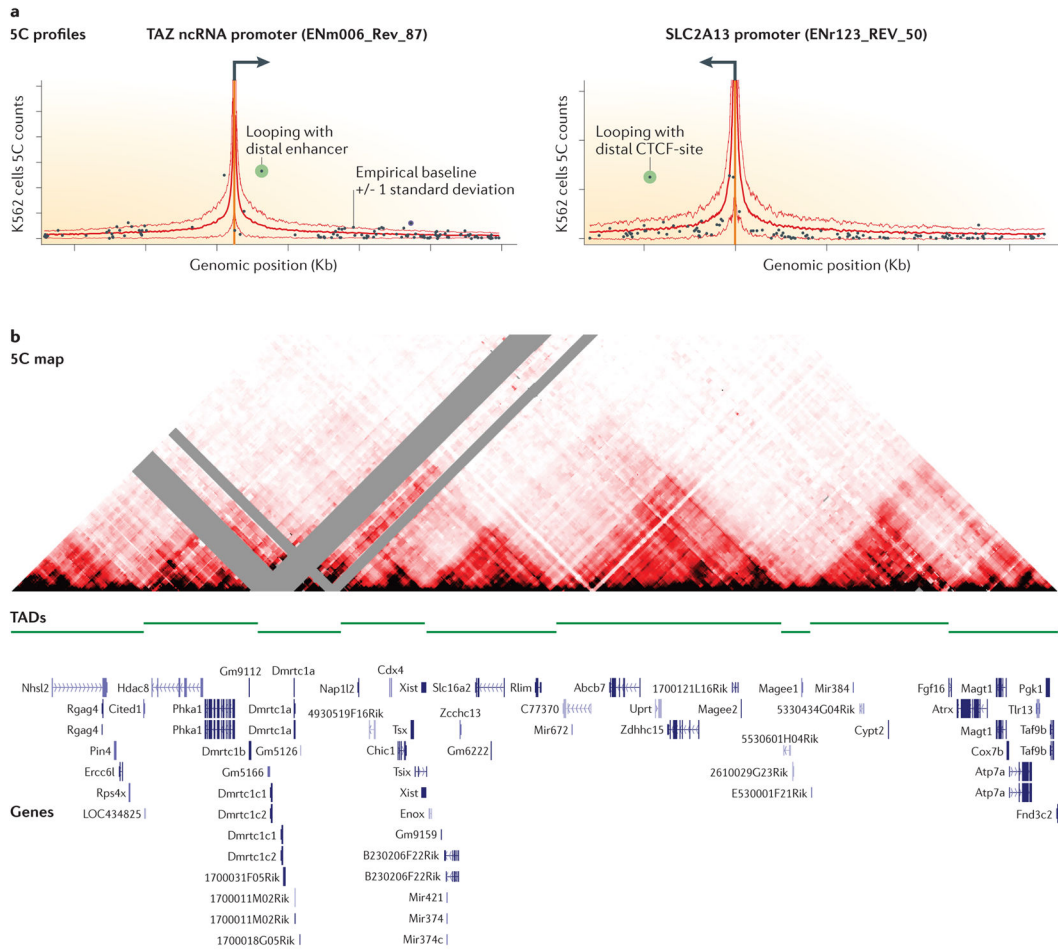 a
5C profiles
TAZ ncRNA promoter (ENm006_Rev_87)
SLC2A13 promoter (ENr123_REV_50)
K562 cells 5C counts
Looping with
distal enhancer
Empirical baseline
+/- 1 standard deviation
Genomic position (Kb)
K562 cells 5C counts
Looping with
distal CTCF-site
Genomic position (Kb)
b
5C map
TADs
Gm9112 Dmrtc1a Cdx4
Nhsl2 Hdac8 Nap1l2 Xist Slc16a2 Rlim Abcb7 1700121L16Rik Magee1 Mir384 Fgf16 Magt1 Pgk1
Rgag4 Cited1 Phka1 Dmrtc1a 4930519F16Rik Zcchc13 C77370 Uprt Magee2 5330434G04Rik Atrx Tlr13
Rgag4 Phka1 Dmrtc1a Tsx Mir672 Zdhhc15 Cypt2 Magt1 Taf9b
Pin4 Dmrtc1b Gm5126 Chic1 Gm6222 5530601H04Rik Cox7b Taf9b
Ercc6l Gm5166 Tsix 2610029G23Rik Atp7a
Rps4x Dmrtc1c1 Xist E530001F21Rik Atp7a
Genes LOC434825 Dmrtc1c2 Enox Fnd3c2
Dmrtc1c1 Gm9159
Dmrtc1c2 B230206F22Rik
1700031F05Rik B230206F22Rik
1700011M02Rik Mir421
1700011M02Rik Mir374
1700018G05Rik Mir374c